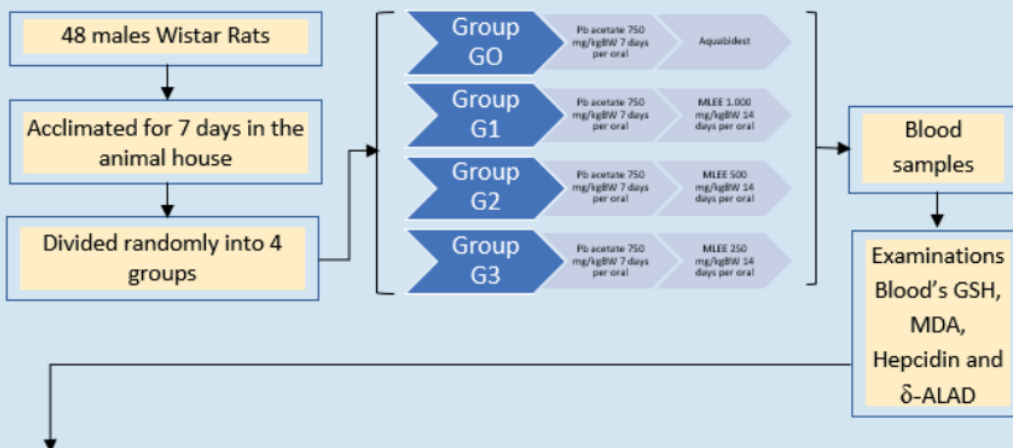 48 males Wistar Rats
Acclimated for 7 days in the
animal house
Divided randomly into 4
groups
Group
GO
Pb acetate 750
mg/kgBW 7 days
per oral
Aquabidest
Group
G1
Pb acetate 750
mg/kgBW 7 days
per oral
MLEE 1.000
mg/kgBW 14
days per oral
Group
G2
Pb acetate 750
mg/kgBW 7 days
per oral
MLEE 500
mg/kgBW 14
days per oral
Group
G3
Pb acetate 750
mg/kgBW 7 days
per oral
MLEE 250
mg/kgBW 14
days per oral
Blood
samples
Examinations
Blood's GSH,
MDA,
Hepcidin and
δ-ALAD